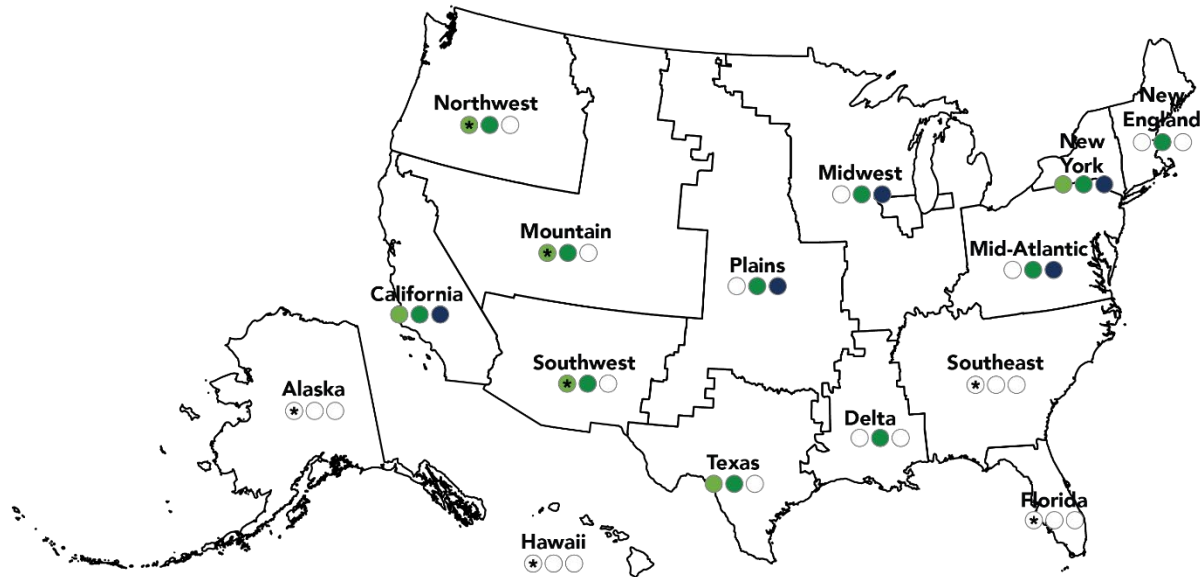 Northwest
*
New
England
New
York
Midwest
Mountain
*
Mid-Atlantic
Plains
California
Southwest
*
Southeast
*
Alaska
*
Delta
Texas
Florida
*
Hawaii
*